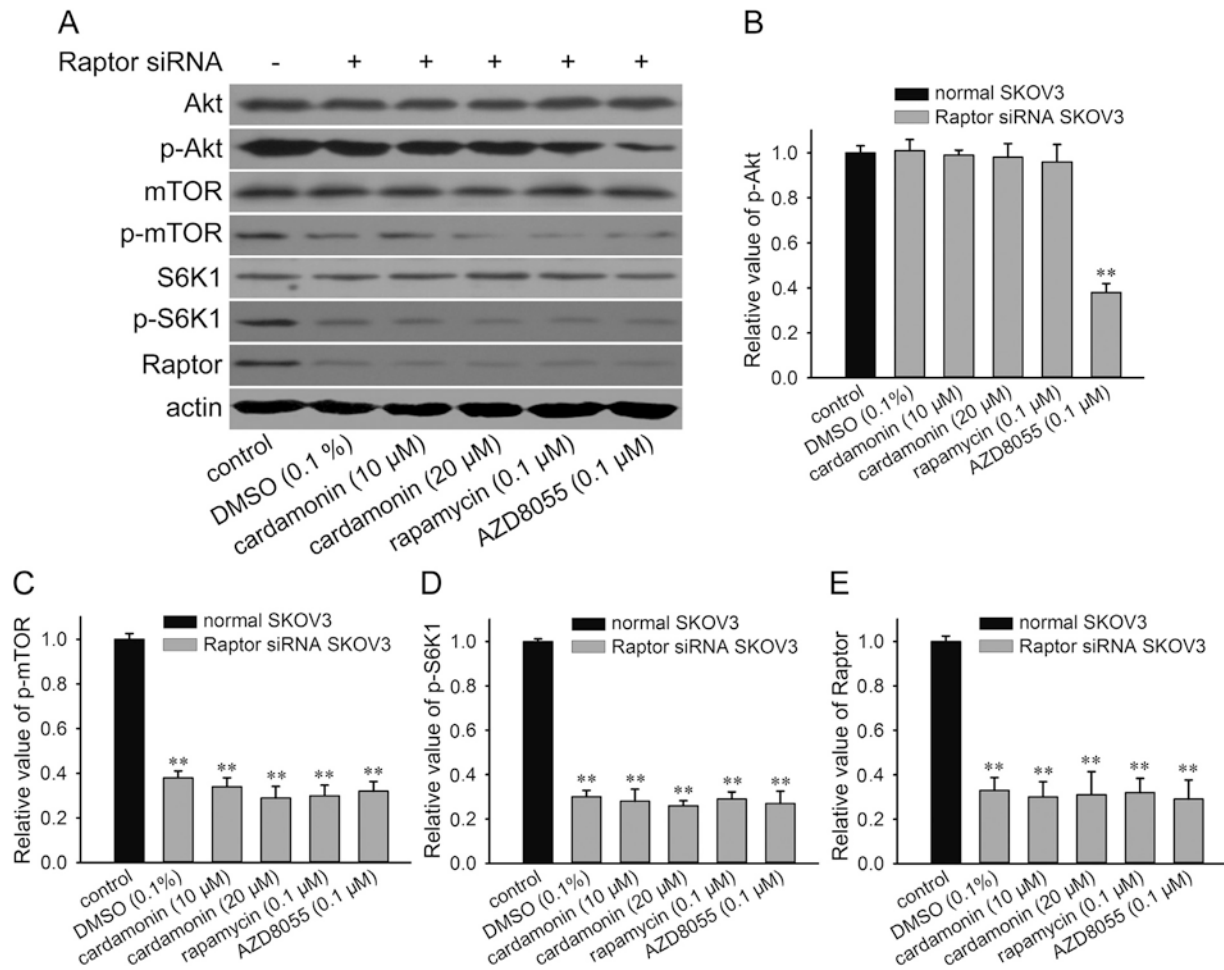 A
Raptor siRNA - + + + + +
Akt
p-Akt
mTOR
p-mTOR
S6K1
p-S6K1
Raptor
actin
control
DMSO (0.1 %)
cardamonin (10 μM)
cardamonin (20 μM)
rapamycin (0.1 μM)
AZD8055 (0.1 μM)
B
normal SKOV3
Raptor siRNA SKOV3
Relative value of p-Akt
1.0
0.8
0.6
0.4
0.2
0.0
**
control
DMSO (0.1%)
cardamonin (10 μM)
cardamonin (20 μM)
rapamycin (0.1 μM)
AZD8055 (0.1 μM)
C
normal SKOV3
Raptor siRNA SKOV3
Relative value of p-mTOR
1.0
0.8
0.6
0.4
0.2
0.0
** ** ** ** **
control
DMSO (0.1%)
cardamonin (10 μM)
cardamonin (20 μM)
rapamycin (0.1 μM)
AZD8055 (0.1 μM)
D
normal SKOV3
Raptor siRNA SKOV3
Relative value of p-S6K1
1.0
0.8
0.6
0.4
0.2
0.0
** ** ** ** **
control
DMSO (0.1%)
cardamonin (10 μM)
cardamonin (20 μM)
rapamycin (0.1 μM)
AZD8055 (0.1 μM)
E
normal SKOV3
Raptor siRNA SKOV3
Relative value of Raptor
1.0
0.8
0.6
0.4
0.2
0.0
** ** ** ** **
control
DMSO (0.1%)
cardamonin (10 μM)
cardamonin (20 μM)
rapamycin (0.1 μM)
AZD8055 (0.1 μM)